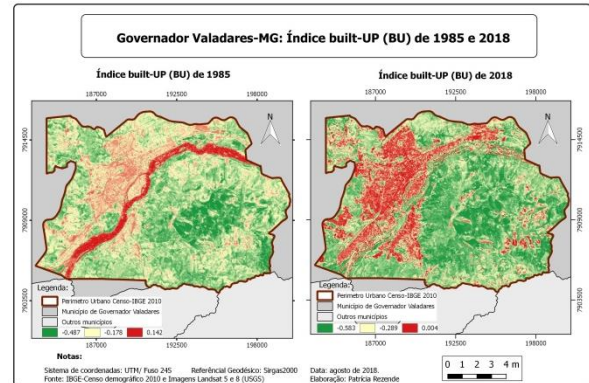 Governador Valadares-MG: Índice built-UP (BU) de 1985 e 2018
Índice built-UP (BU) de 1985
187000 192500 198000
N
7914500
7909000
7903500
Legenda:
Perimetro Urbano Censo-IBGE 2010
Município de Governador Valadares
Outros municípios
-0.487 -0.178 0.142
187000 192500 198000
Índice built-UP (BU) de 2018
187000 192500 198000
N
7914500
7909000
7903500
Legenda:
Perimetro Urbano Censo-IBGE 2010
Município de Governador Valadares
Outros municípios
-0.583 -0.289 0.004
187000 192500 198000
Notas:
Sistema de coordenadas: UTM/ Fuso 24S Referêncial Geodésico: Sirgas2000 Data: agosto de 2018.
Fonte: IBGE-Censo demográfico 2010 e Imagens Landsat 5 e 8 (USGS) Elaboração: Patrícia Rezende
0 1 2 3 4 m